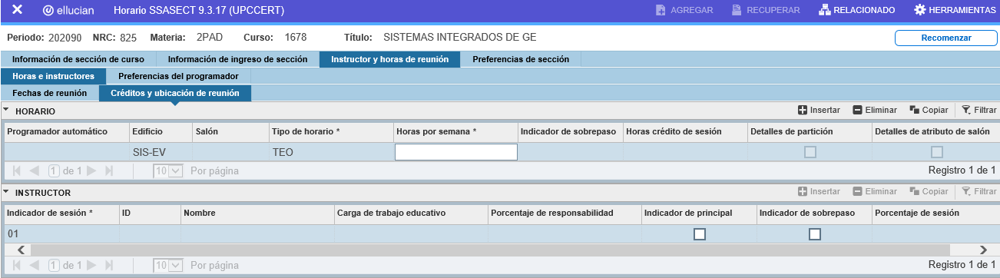 ellucian Horario SSASECT 9.3.17 (UPCCERT) AGREGAR RECUPERAR RELACIONADO HERRAMIENTAS
Periodo: 202090 NRC: 825 Materia: 2PAD Curso: 1678 Título: SISTEMAS INTEGRADOS DE GE Recomenzar
Información de sección de curso Información de ingreso de sección Instructor y horas de reunión Preferencias de sección
Horas e instructores Preferencias del programador
Fechas de reunión Créditos y ubicación de reunión
HORARIO Insertar Eliminar Copiar Filtrar
Programador automático Edificio Salón Tipo de horario * Horas por semana * Indicador de sobrepaso Horas crédito de sesión Detalles de partición Detalles de atributo de salón
SIS-EV TEO
1 de 1 10 Por página Registro 1 de 1
INSTRUCTOR Insertar Eliminar Copiar Filtrar
Indicador de sesión * ID Nombre Carga de trabajo educativo Porcentaje de responsabilidad Indicador de principal Indicador de sobrepaso Porcentaje de sesión
01
1 de 1 10 Por página Registro 1 de 1